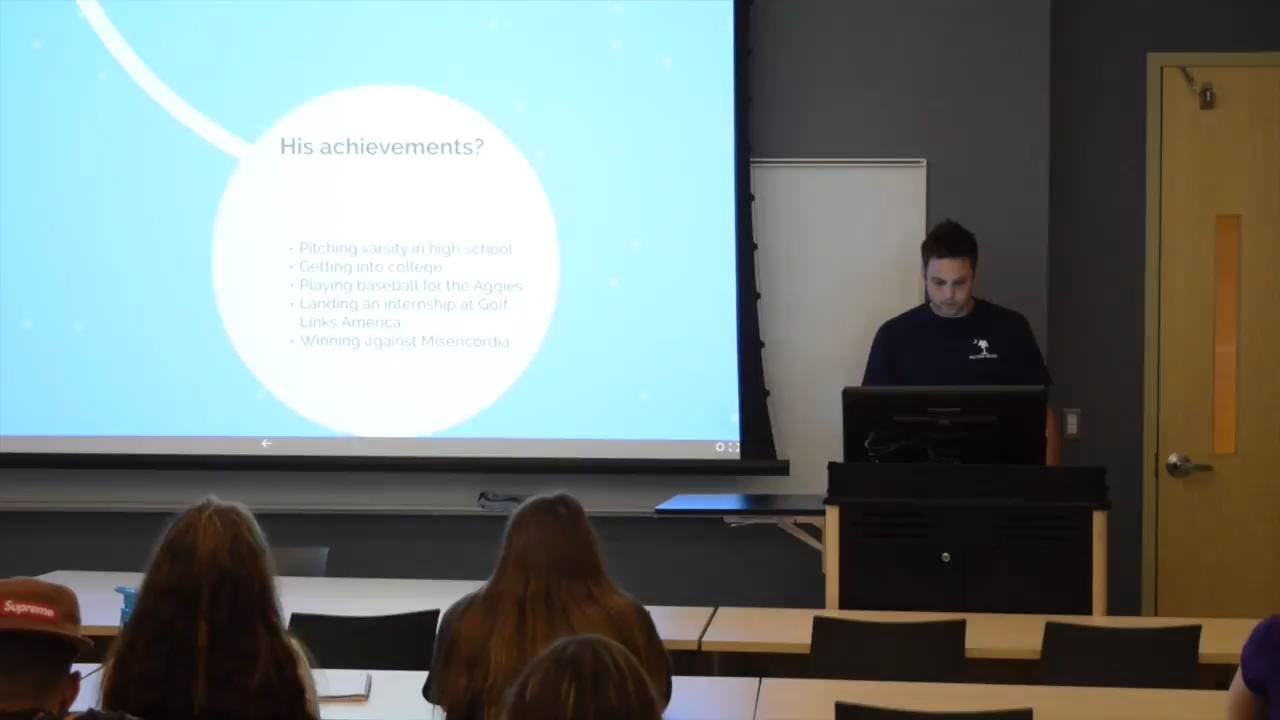 His achievements?
· Pitching varsity in high school
· Getting into college
· Playing baseball for the Aggies
· Landing an internship at Golf
Links America
· Winning against Misericordia
Supreme